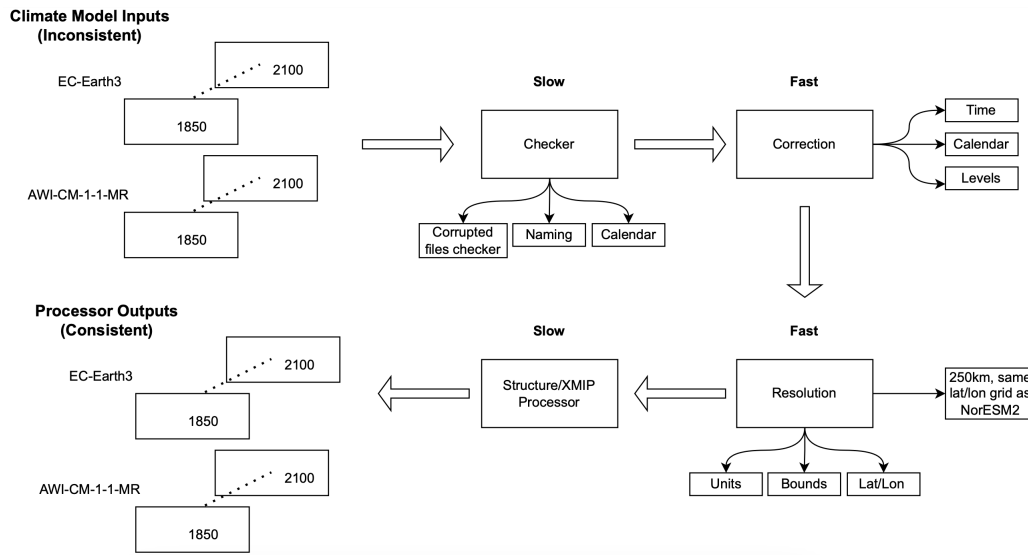 Climate Model Inputs
(Inconsistent)
EC-Earth3
2100
1850
AWI-CM-1-1-MR
2100
1850
Slow
Checker
Corrupted
files checker
Naming
Calendar
Fast
Correction
Time
Calendar
Levels
Processor Outputs
(Consistent)
EC-Earth3
2100
1850
AWI-CM-1-1-MR
2100
1850
Slow
Structure/XMIP
Processor
Fast
Resolution
250km, same
lat/lon grid as
NorESM2
Units
Bounds
Lat/Lon